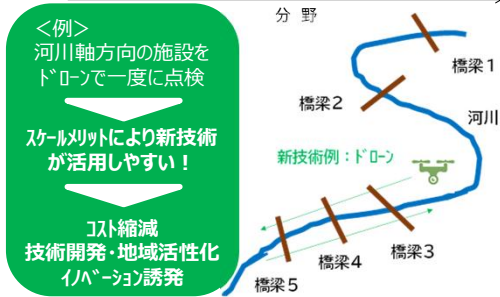 分 野
<例>
河川軸方向の施設を
ドローンで一度に点検
スケールメリットにより新技術
が活用しやすい！
コスト縮減
技術開発・地域活性化
イノベーション誘発
橋梁１
橋梁２
河川
新技術例：ドローン
橋梁３
橋梁４
橋梁５